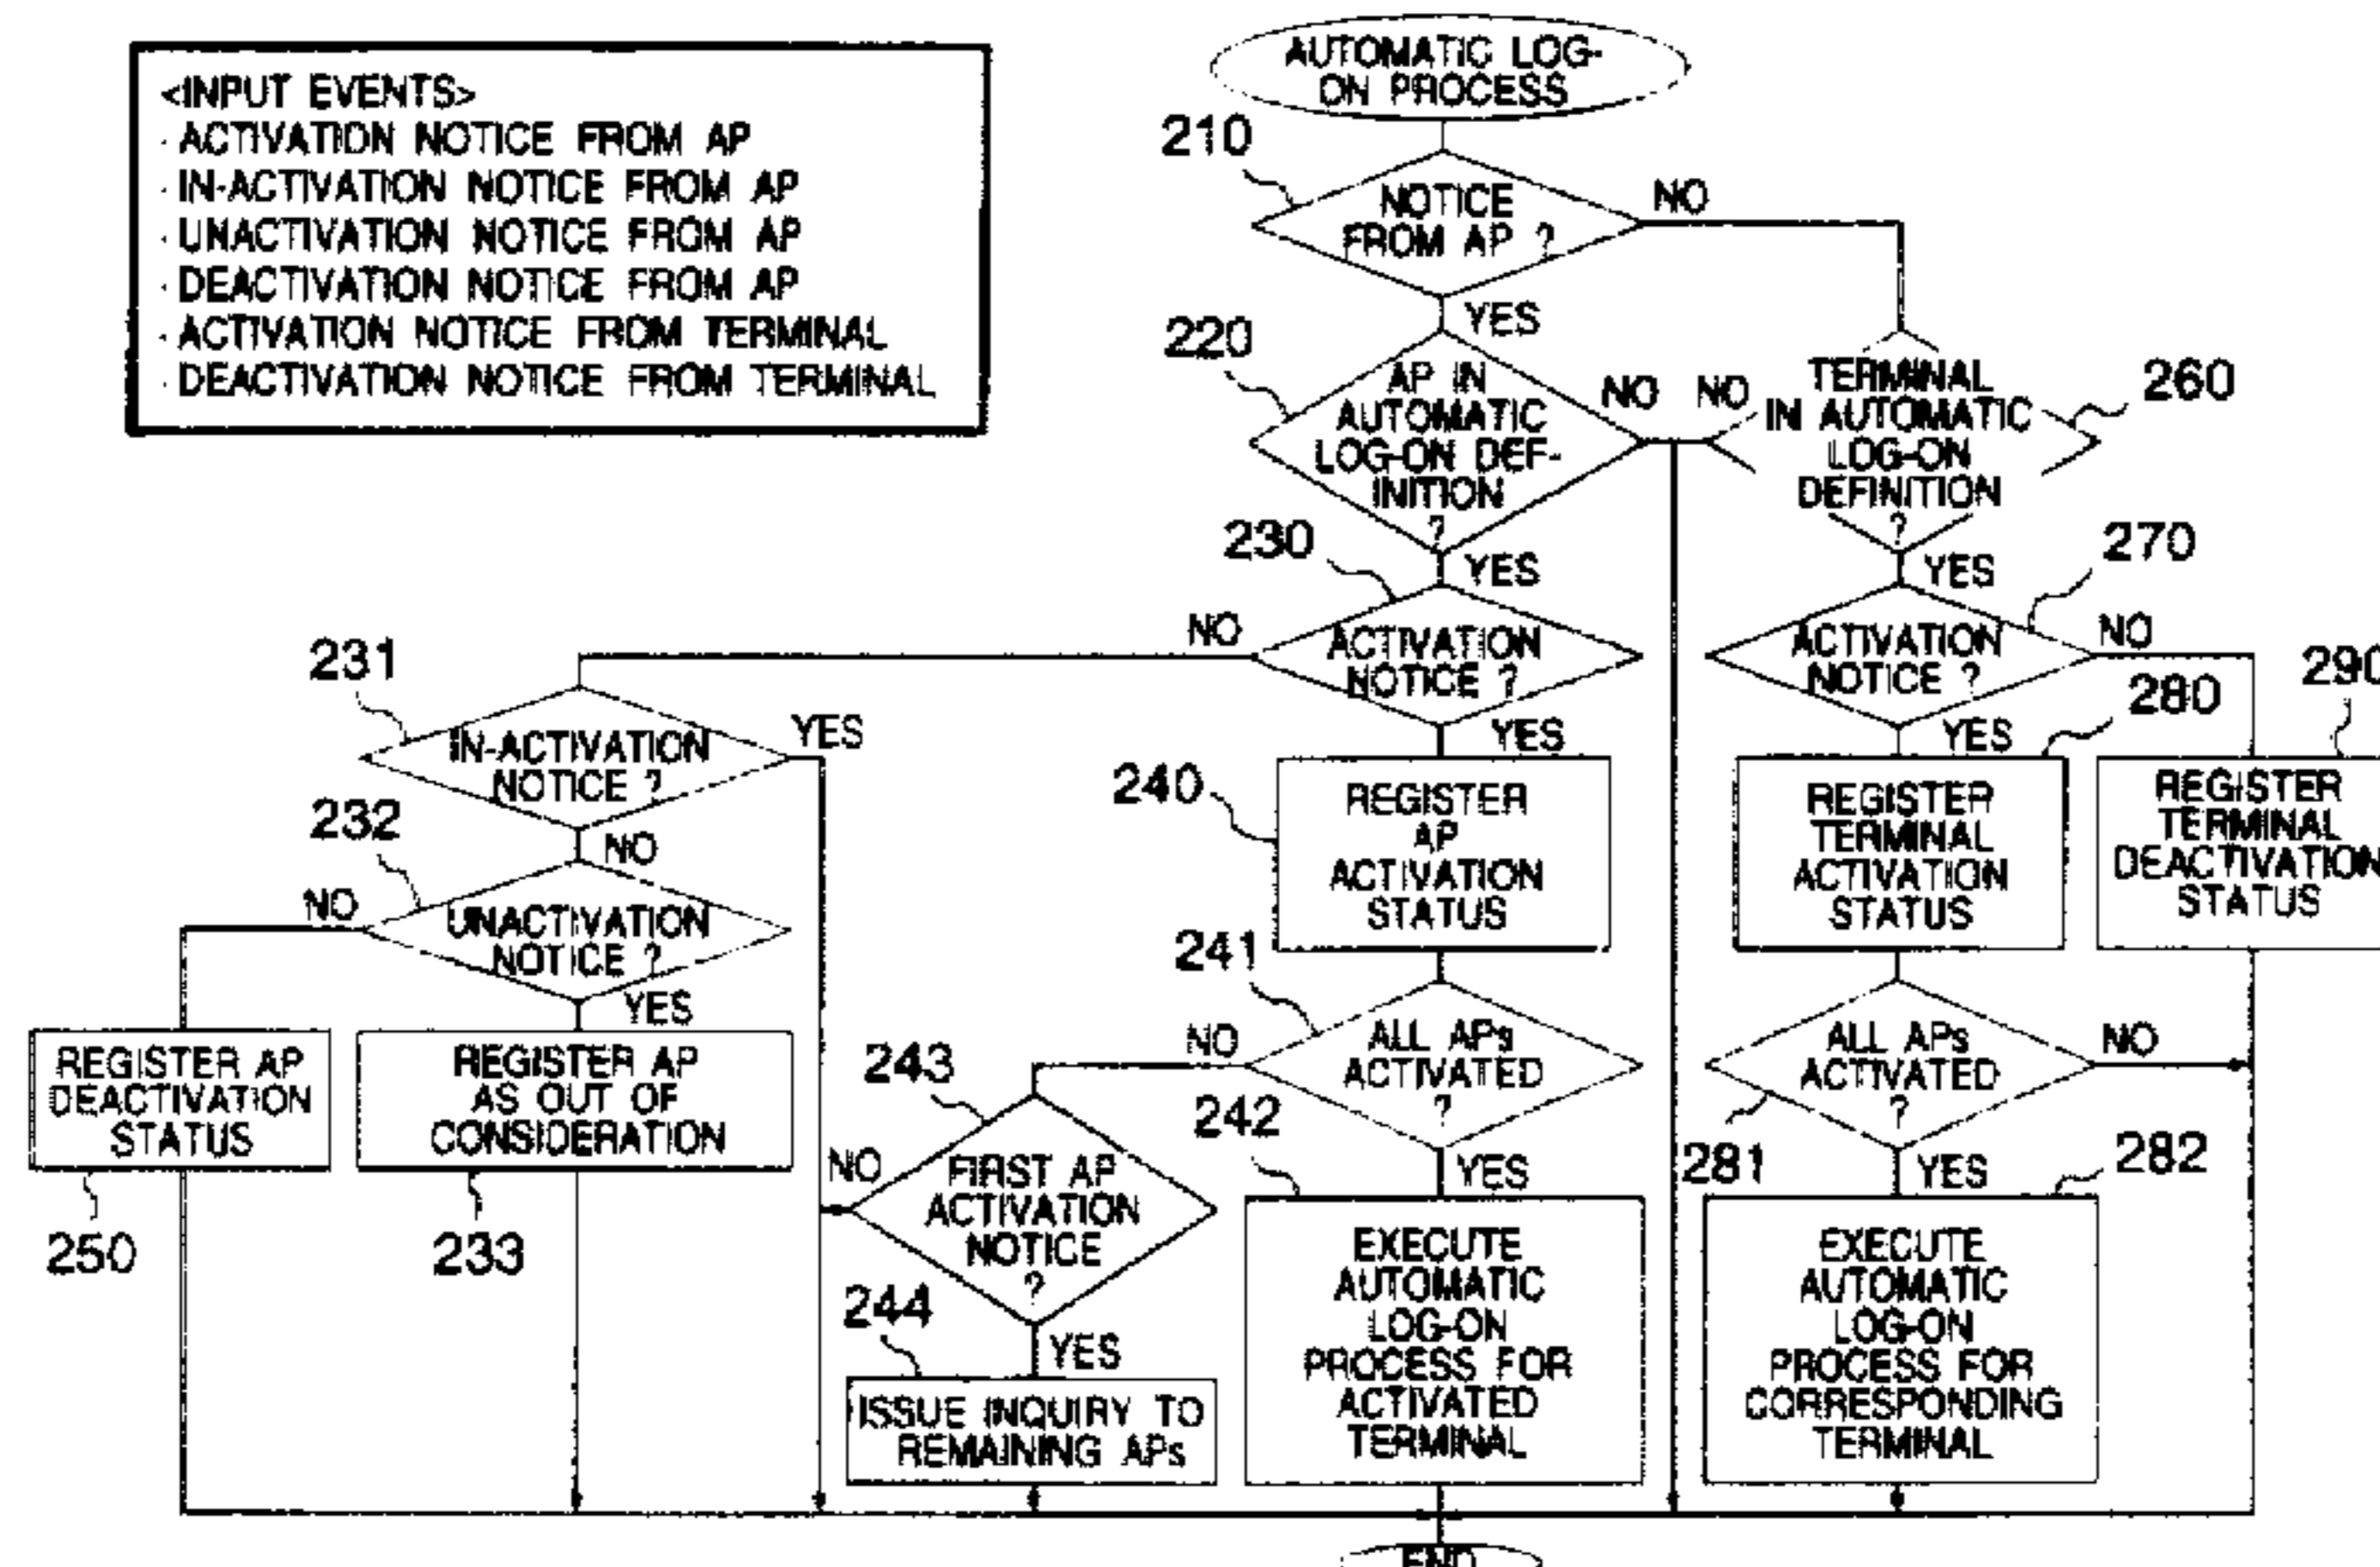 <INPUT EVENTS>
· ACTIVATION NOTICE FROM AP
· IN-ACTIVATION NOTICE FROM AP
· UNACTIVATION NOTICE FROM AP
· DEACTIVATION NOTICE FROM AP
· ACTIVATION NOTICE FROM TERMINAL
· DEACTIVATION NOTICE FROM TERMINAL
AUTOMATIC LOG-
ON PROCESS
210
NOTICE
FROM AP ?
NO
YES
220
AP IN
AUTOMATIC
LOG-ON DEF-
INITION
?
NO
YES
NO
TERMINAL
IN AUTOMATIC
LOG-ON
DEFINITION
?
260
YES
230
ACTIVATION
NOTICE ?
NO
YES
270
ACTIVATION
NOTICE ?
NO
YES
231
IN-ACTIVATION
NOTICE ?
YES
NO
232
UNACTIVATION
NOTICE ?
NO
YES
240
REGISTER
AP
ACTIVATION
STATUS
280
REGISTER
TERMINAL
ACTIVATION
STATUS
290
REGISTER
TERMINAL
DEACTIVATION
STATUS
REGISTER AP
DEACTIVATION
STATUS
250
REGISTER AP
AS OUT OF
CONSIDERATION
233
241
ALL APs
ACTIVATED
?
NO
YES
243
FIRST AP
ACTIVATION
NOTICE
?
NO
YES
244
ISSUE INQUIRY TO
REMAINING APs
242
EXECUTE
AUTOMATIC
LOG-ON
PROCESS FOR
ACTIVATED
TERMINAL
281
ALL APs
ACTIVATED
?
NO
YES
282
EXECUTE
AUTOMATIC
LOG-ON
PROCESS FOR
CORRESPONDING
TERMINAL
END